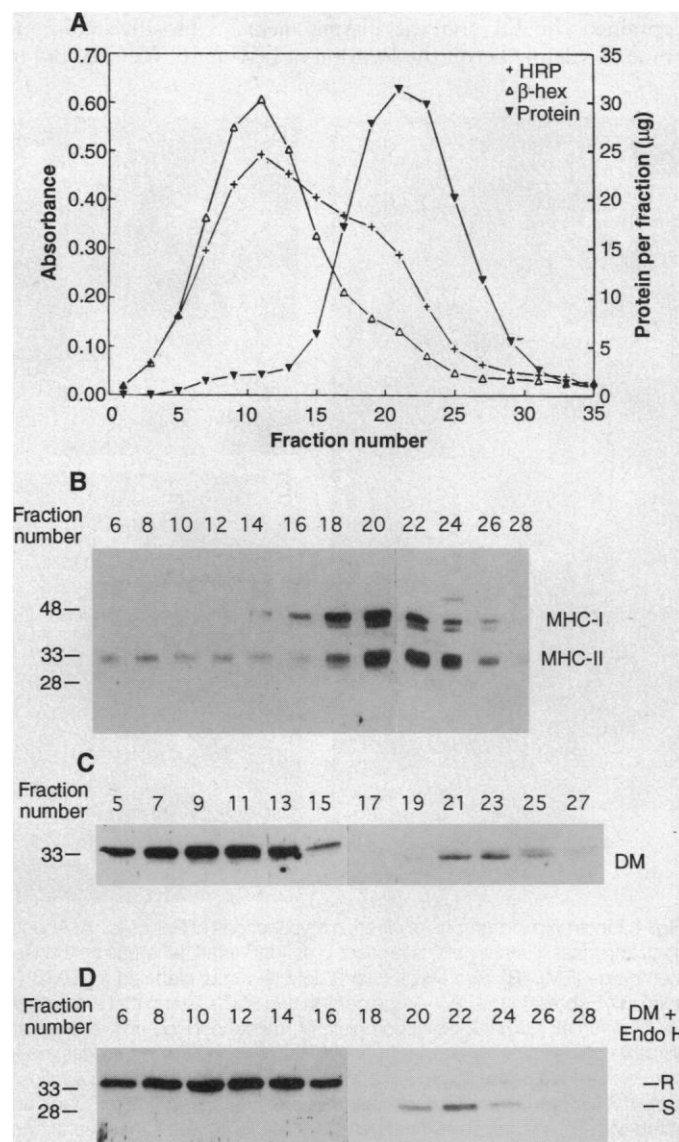 A
0.70
0.60
0.50
0.40
0.30
0.20
0.10
0.00
Absorbance
35
30
25
20
15
10
5
0
Protein per fraction (µg)
+ HRP
△ β-hex
▼ Protein
0 5 10 15 20 25 30 35
Fraction number
B
Fraction
number 6 8 10 12 14 16 18 20 22 24 26 28
48
33
28
MHC-I
MHC-II
C
Fraction
number 5 7 9 11 13 15 17 19 21 23 25 27
33
DM
D
Fraction
number 6 8 10 12 14 16 18 20 22 24 26 28
DM +
Endo H
33
28
R
S